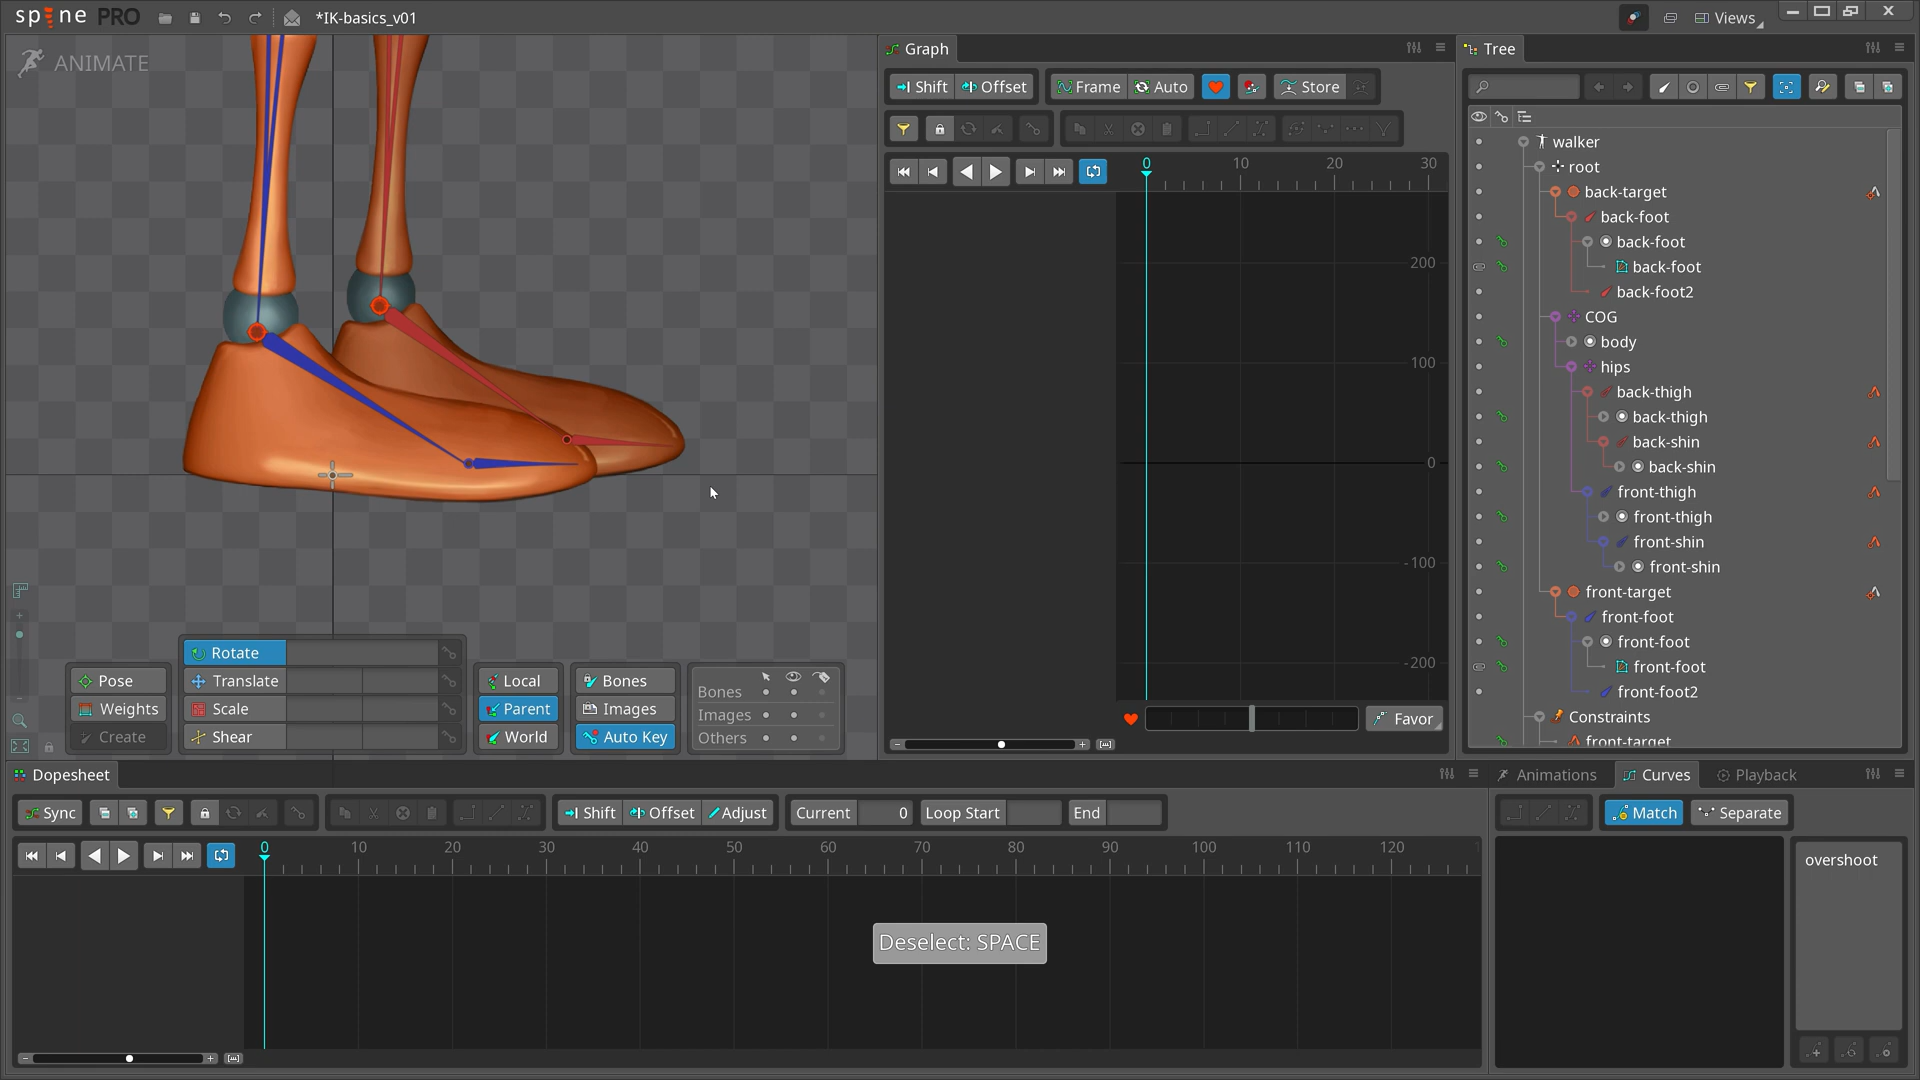 spine PRO
*IK-basics_v01
Views
ANIMATE
Graph
Shift
Offset
Frame
Auto
Store
0
10
20
30
200
100
0
-100
-200
Favor
Tree
walker
root
back-target
back-foot
back-foot
back-foot
back-foot2
COG
body
hips
back-thigh
back-thigh
back-shin
back-shin
front-thigh
front-thigh
front-shin
front-shin
front-target
front-foot
front-foot
front-foot
front-foot2
Constraints
front-target
Pose
Weights
Create
Rotate
Translate
Scale
Shear
Local
Parent
World
Bones
Images
Auto Key
Bones
Images
Others
Dopesheet
Sync
Shift
Offset
Adjust
Current
0
Loop Start
End
0
10
20
30
40
50
60
70
80
90
100
110
120
Deselect: SPACE
Animations
Curves
Playback
Match
Separate
overshoot